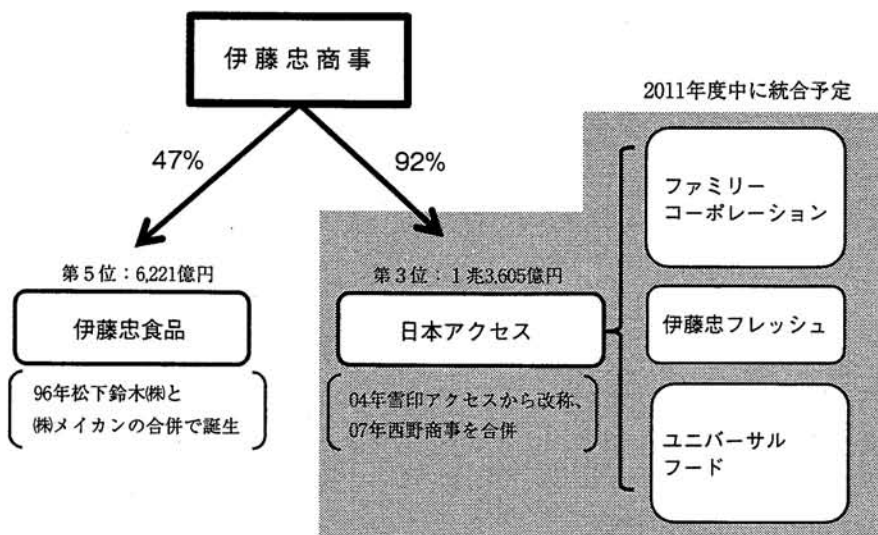 伊藤忠商事
2011年度中に統合予定
47%
92%
ファミリー
コーポレーション
第5位：6,221億円
第3位：1兆3,605億円
伊藤忠食品
日本アクセス
伊藤忠フレッシュ
96年松下鈴木㈱と
㈱メイカンの合併で誕生
04年雪印アクセスから改称、
07年西野商事を合併
ユニバーサル
フード